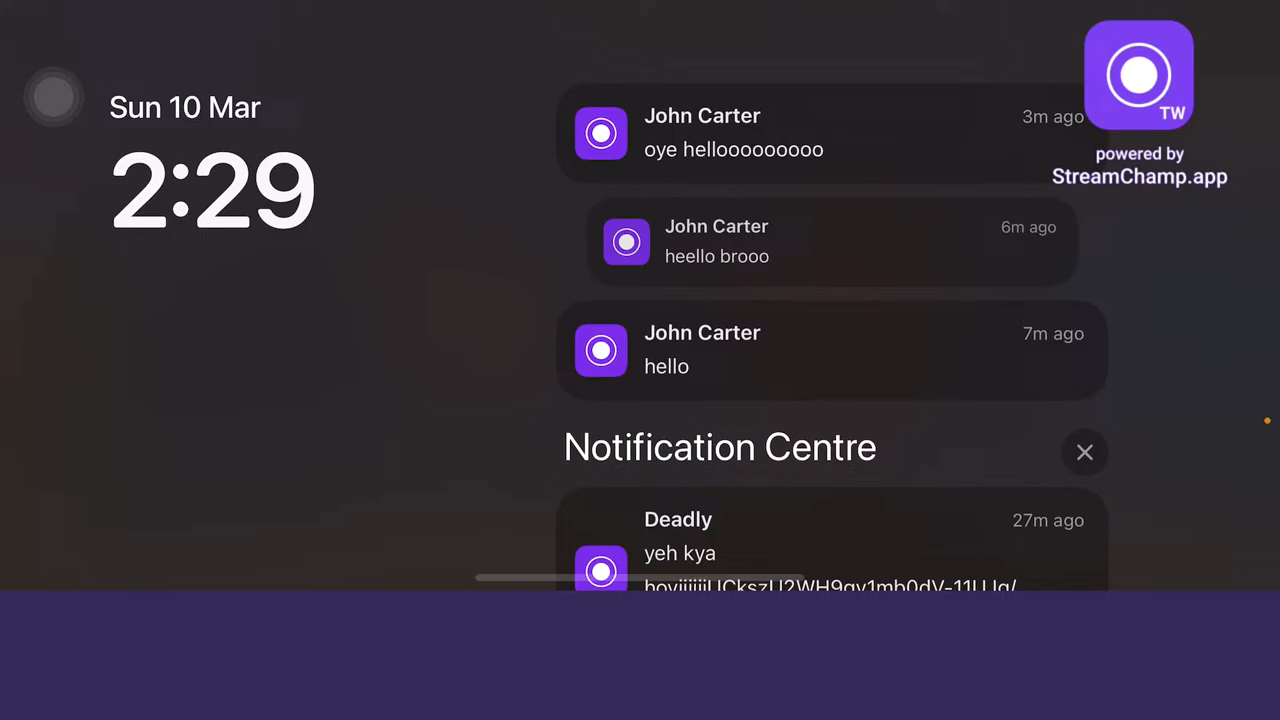 Sun 10 Mar
2:29
John Carter
3m ago
oye hellooooooooo
John Carter
6m ago
heello brooo
John Carter
7m ago
hello
Notification Centre
Deadly
27m ago
yeh kya
TW
powered by
StreamChamp.app